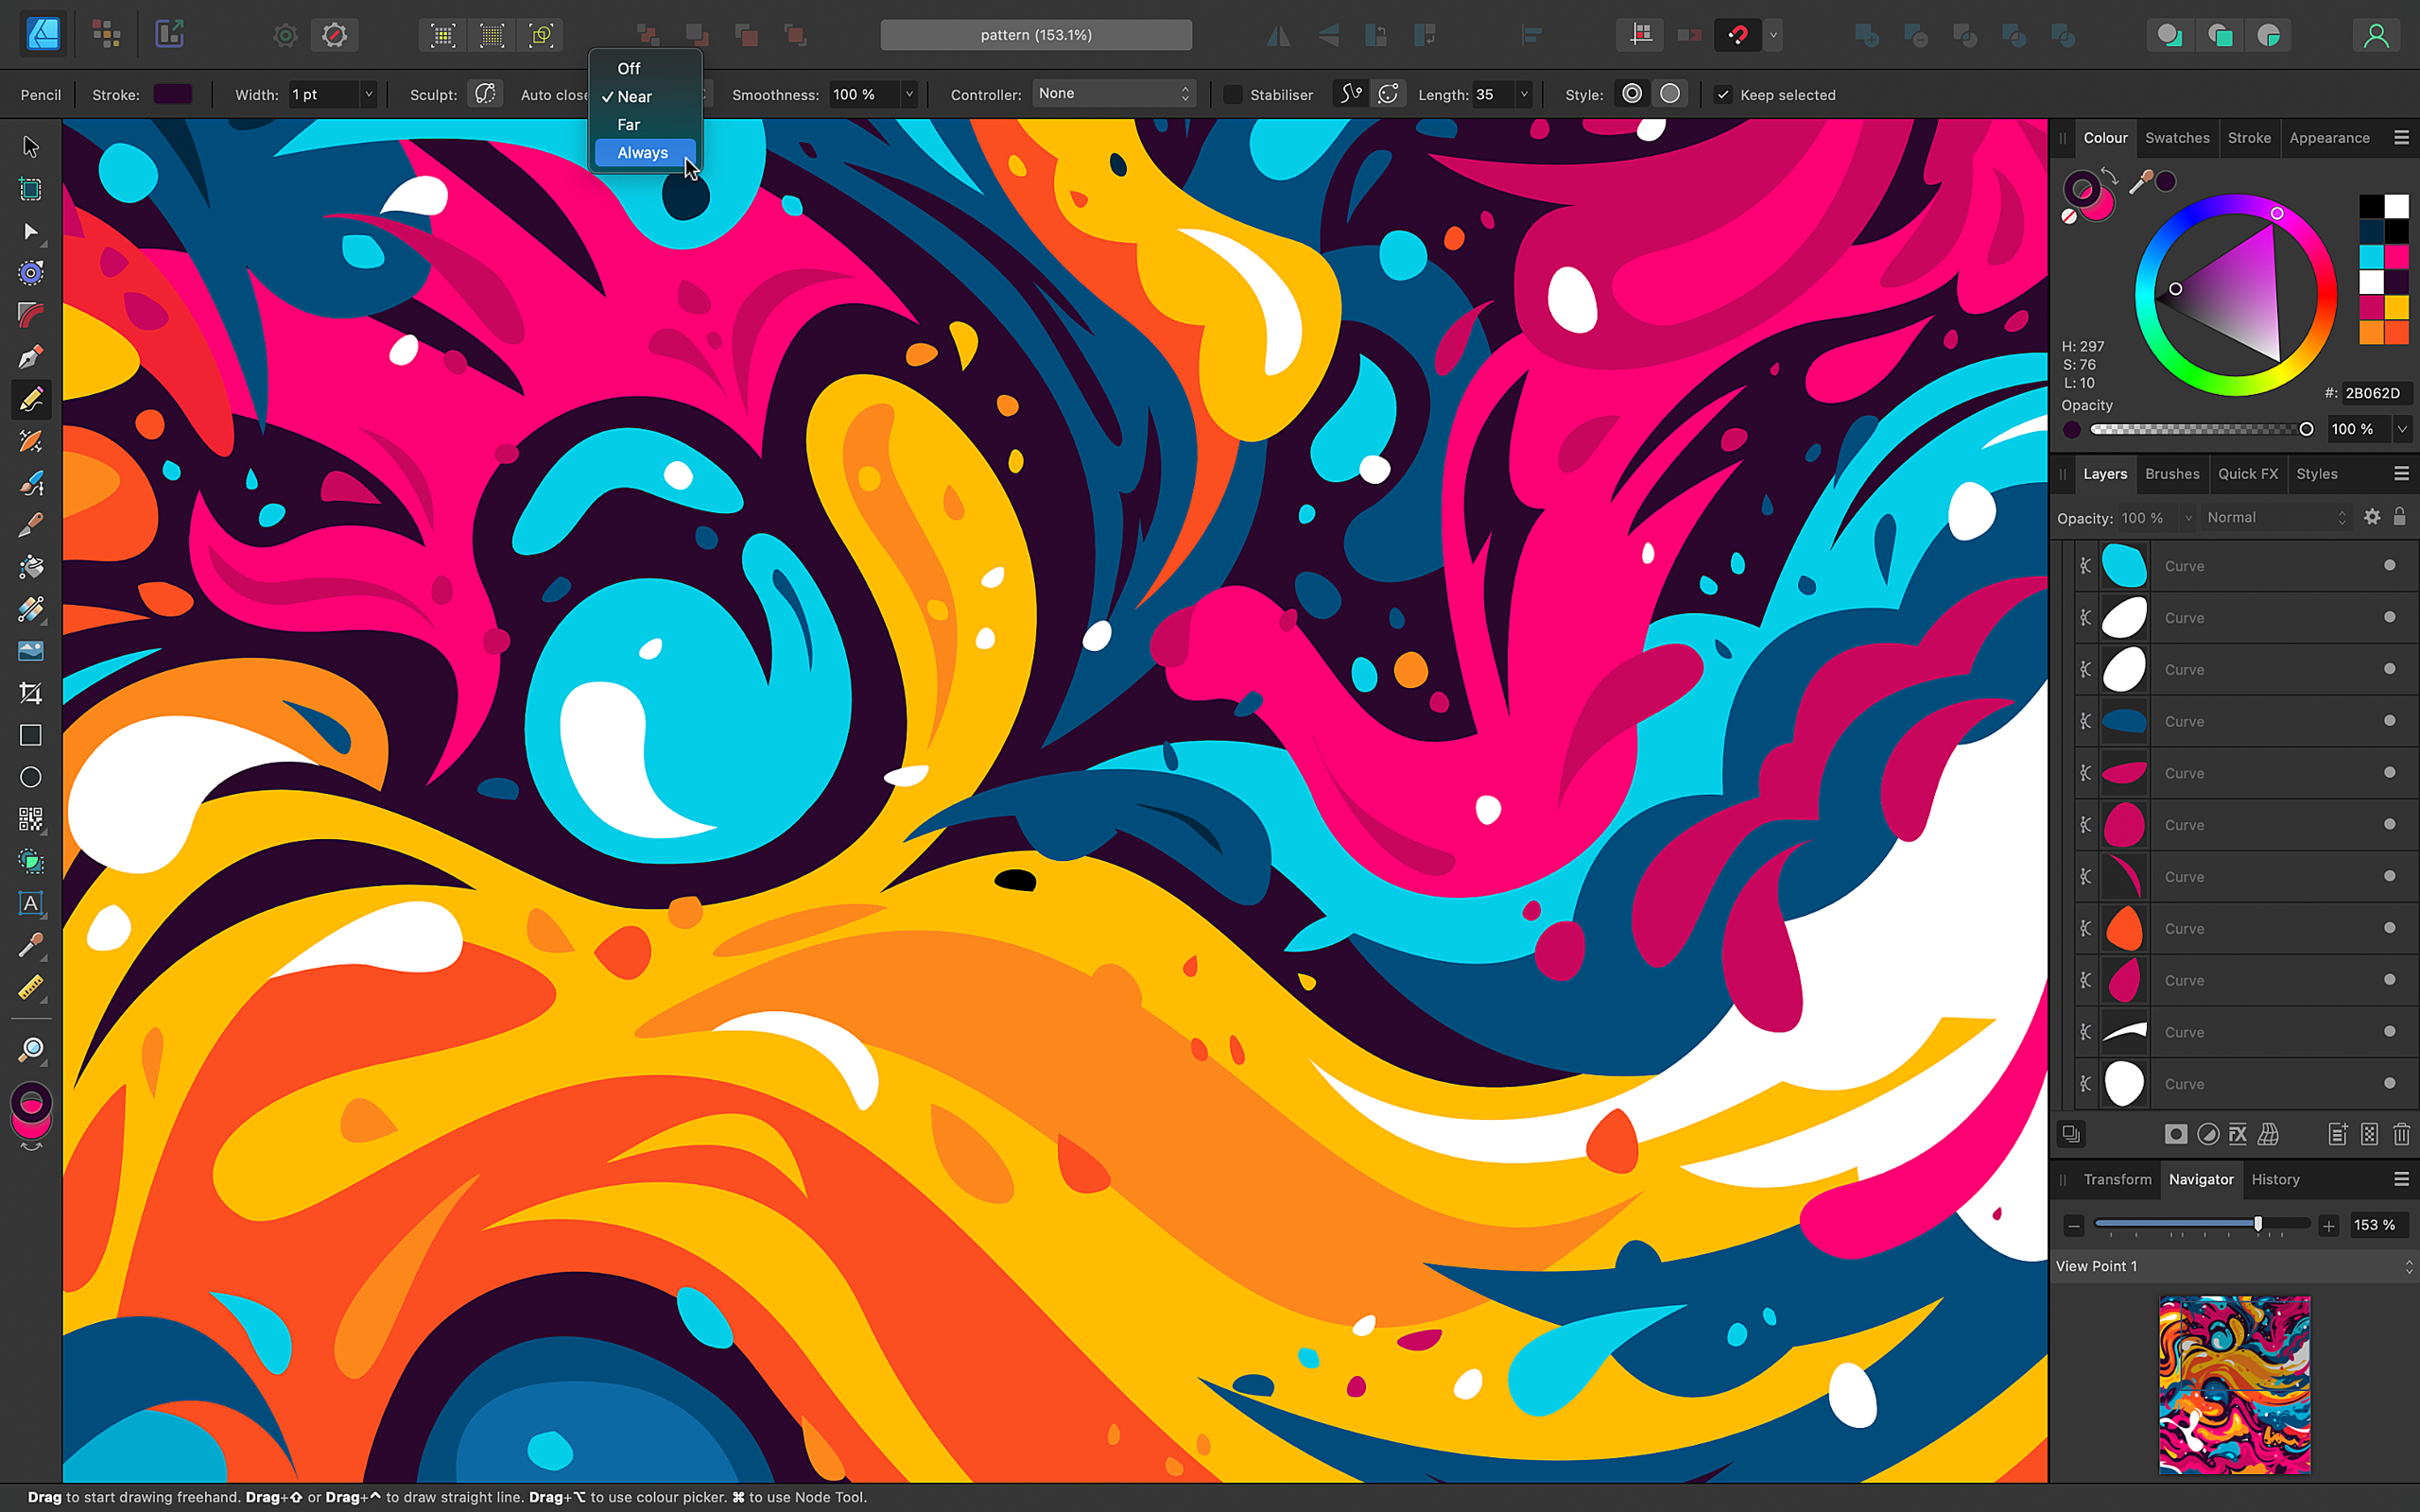 pattern (153.1%)
Off
Near
Far
Always
Pencil Stroke: Width: 1 pt Sculpt: Auto close Smoothness: 100 % Controller: None Stabiliser Length: 35 Style: Keep selected
Colour Swatches Stroke Appearance
H: 297
S: 76
L: 10
#: 2B062D
Opacity
100 %
Layers Brushes Quick FX Styles
Opacity: 100 % Normal
Curve
Curve
Curve
Curve
Curve
Curve
Curve
Curve
Curve
Curve
Curve
FX
Transform Navigator History
153 %
View Point 1
A
Drag to start drawing freehand. Drag+⇧ or Drag+⌃ to draw straight line. Drag+⌥ to use colour picker. ⌘ to use Node Tool.